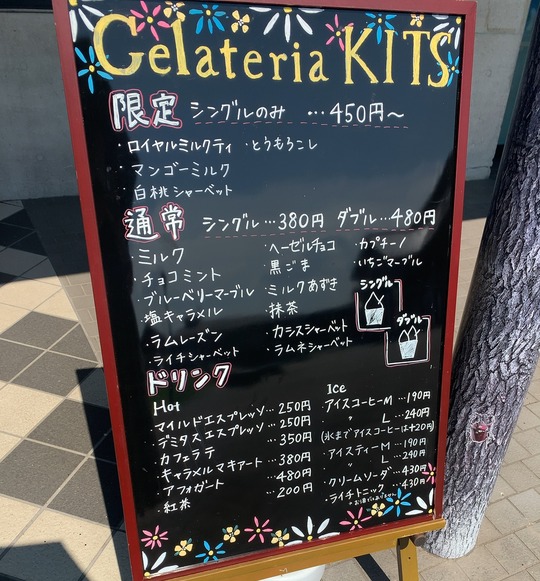 Gelateria KITS
限定 シングルのみ …450円〜
・ロイヤルミルクティ ・とうもろこし
・マンゴーミルク
・白桃シャーベット
通常 シングル…380円 ダブル…480円
・ミルク ・ヘーゼルチョコ ・カプチーノ
・チョコミント ・黒ごま ・いちごマーブル
・ブルーベリーマーブル ・ミルクあずき シングル
・塩キャラメル ・抹茶
・ラムレーズン ・カシスシャーベット ダブル
・ライチシャーベット ・ラムネシャーベット
ドリンク
Hot
・マイルドエスプレッソ…250円
・デミタスエスプレッソ…250円
・カフェラテ 350円
・キャラメルマキアート…380円
・アフォガート 480円
・紅茶 …200円
Ice
・アイスコーヒーM…190円
〃 L…240円
(氷までアイスコーヒーは+20円)
・アイスティーM…190円
〃 L…240円
・クリームソーダ…430円
・ライチトニック…430円